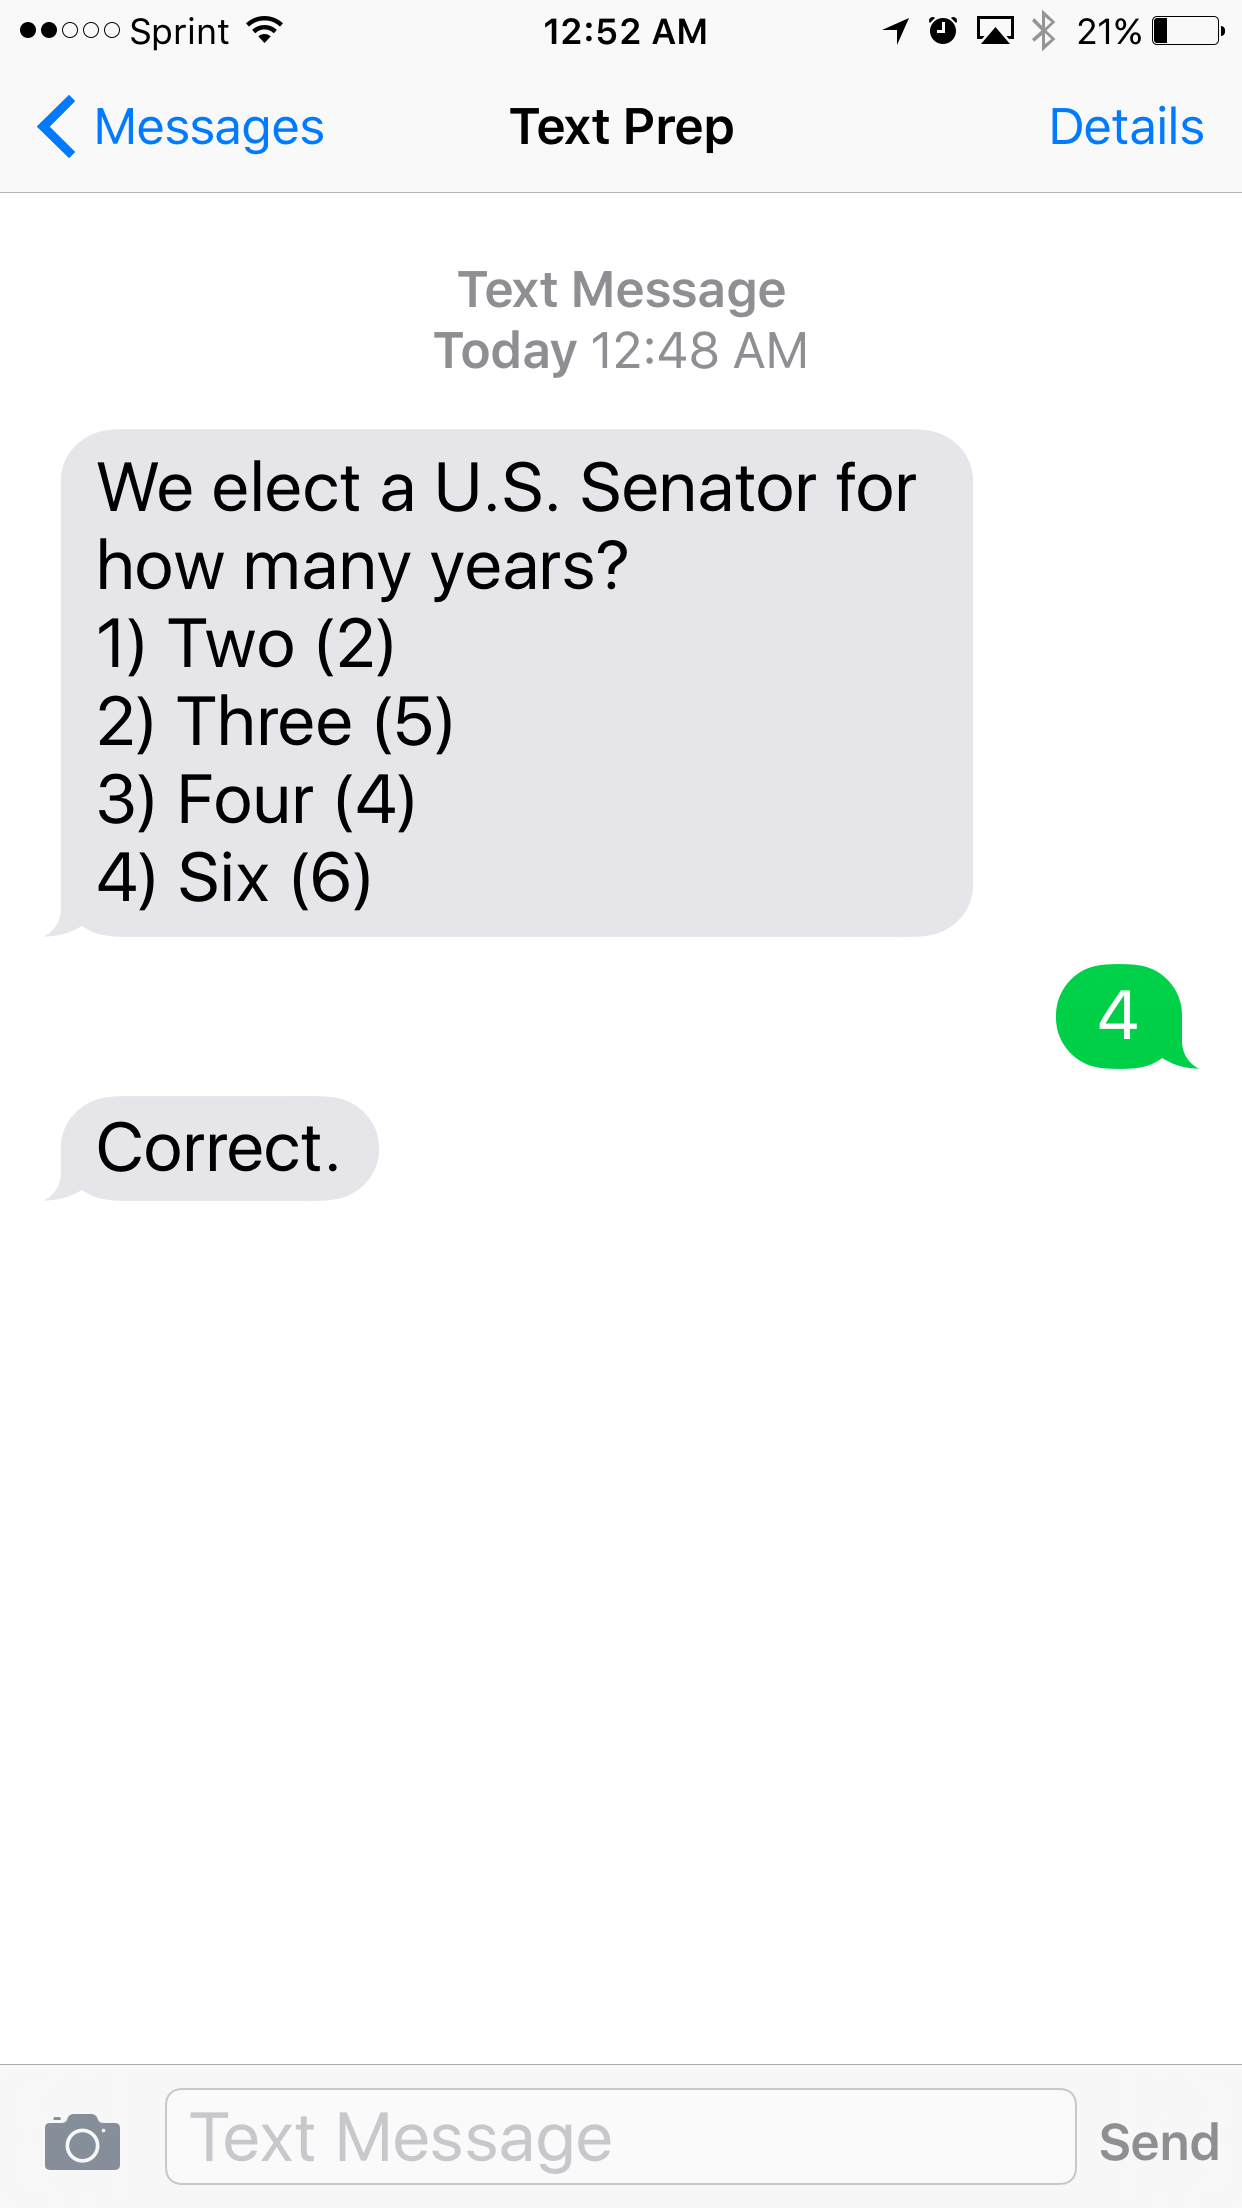 Sprint 12:52 AM 21%
Messages Text Prep Details
Text Message
Today 12:48 AM
We elect a U.S. Senator for
how many years?
1) Two (2)
2) Three (5)
3) Four (4)
4) Six (6)
4
Correct.
Text Message Send